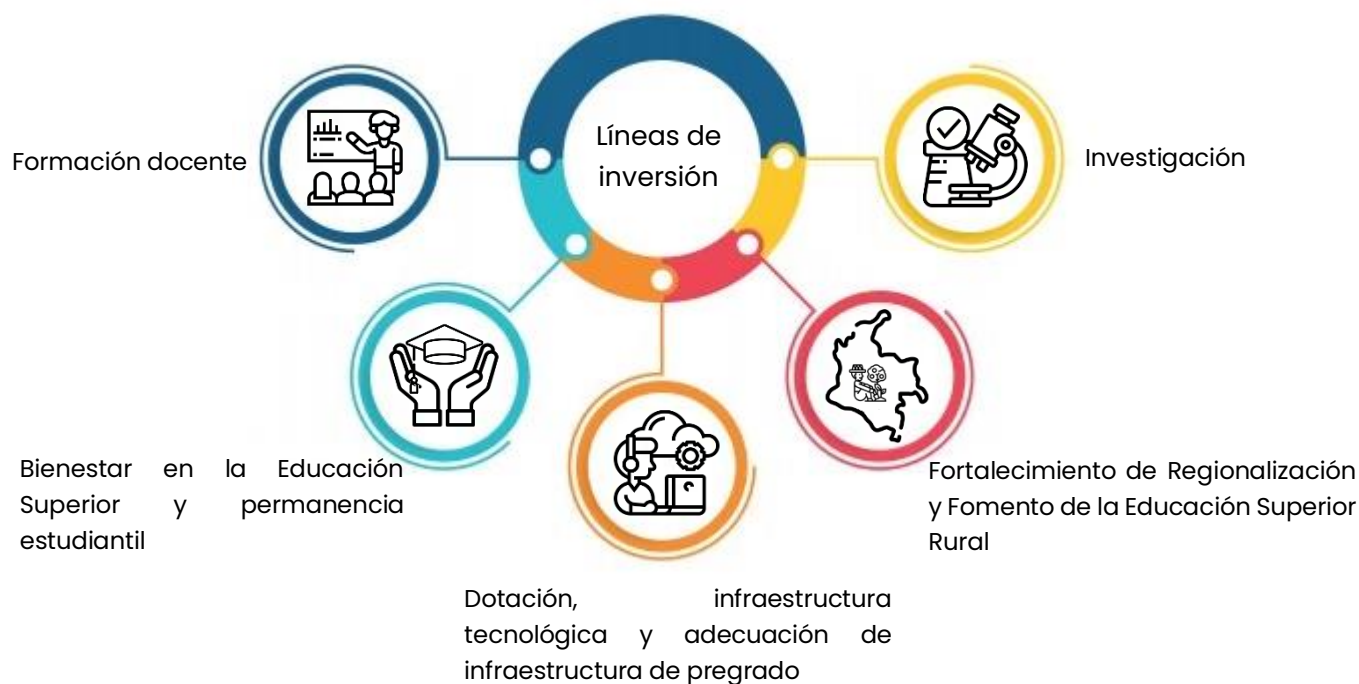 Líneas de
inversión
Formación docente
Investigación
Bienestar en la Educación
Superior y permanencia
estudiantil
Fortalecimiento de Regionalización
y Fomento de la Educación Superior
Rural
Dotación, infraestructura
tecnológica y adecuación de
infraestructura de pregrado